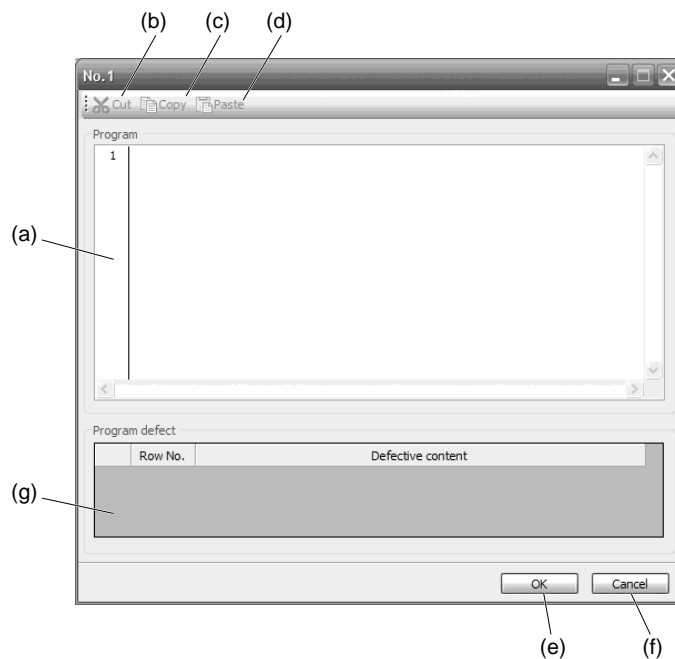 (b) (c) (d)
No.1
Cut Copy Paste
Program
1
(a)
Program defect
Row No. Defective content
(g)
OK Cancel
(e) (f)